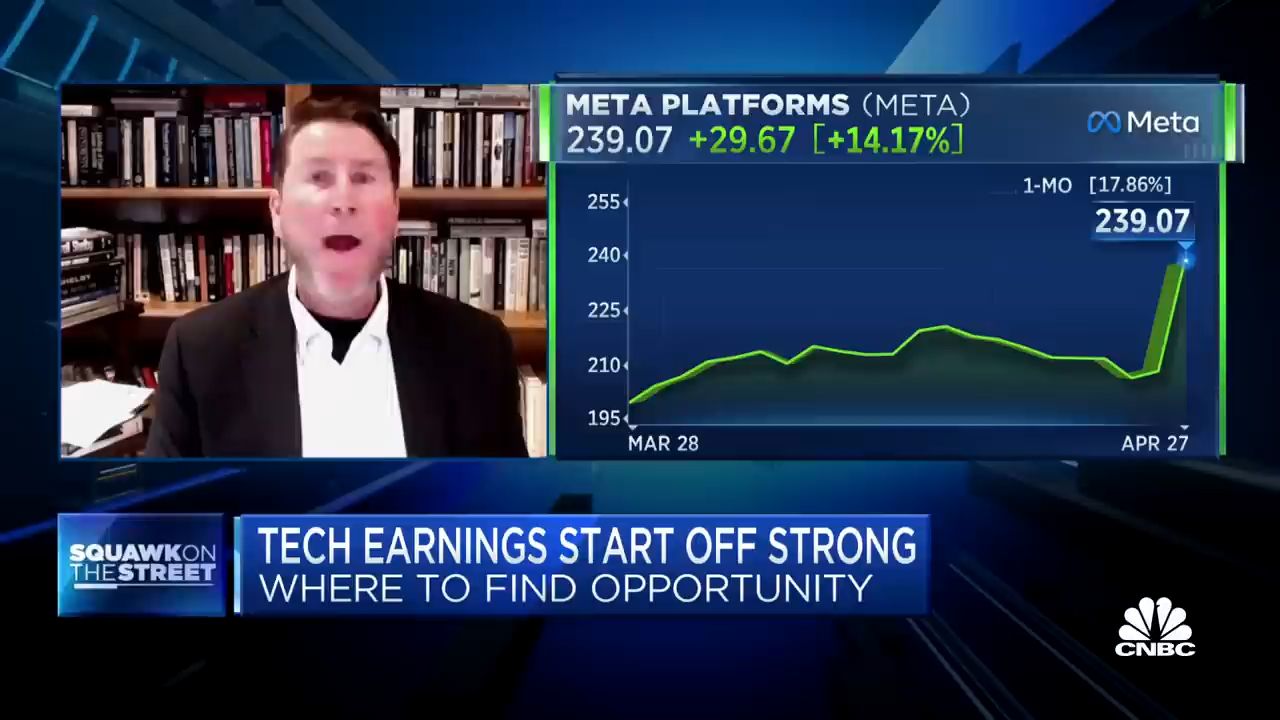 META PLATFORMS (META)
239.07 +29.67 [+14.17%]
Meta
1-MO [17.86%]
239.07
255
240
225
210
195
MAR 28
APR 27
SQUAWK ON
THE STREET
TECH EARNINGS START OFF STRONG
WHERE TO FIND OPPORTUNITY
CNBC